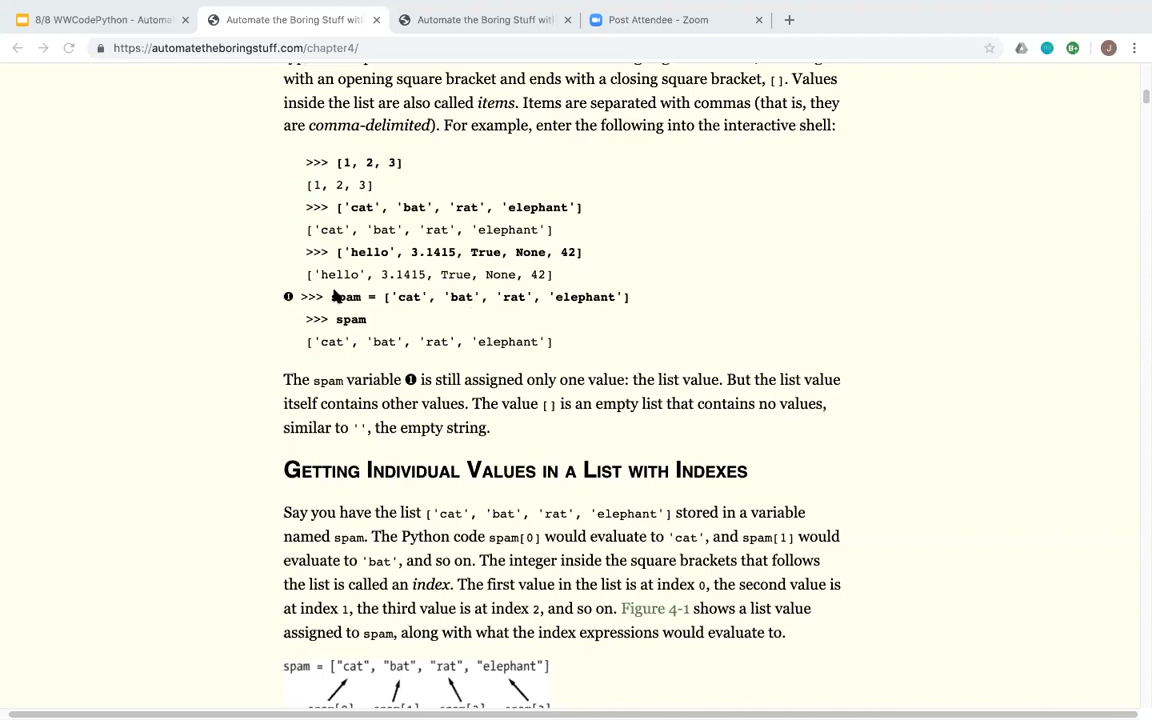 8/8 WWCodePython - Automa
Automate the Boring Stuff with
Automate the Boring Stuff with
Post Attendee - Zoom
https://automatetheboringstuff.com/chapter4/
J
with an opening square bracket and ends with a closing square bracket, []. Values
inside the list are also called items. Items are separated with commas (that is, they
are comma-delimited). For example, enter the following into the interactive shell:
>>> [1, 2, 3]
[1, 2, 3]
>>> ['cat', 'bat', 'rat', 'elephant']
['cat', 'bat', 'rat', 'elephant']
>>> ['hello', 3.1415, True, None, 42]
['hello', 3.1415, True, None, 42]
❶ >>> spam = ['cat', 'bat', 'rat', 'elephant']
>>> spam
['cat', 'bat', 'rat', 'elephant']
The spam variable ❶ is still assigned only one value: the list value. But the list value
itself contains other values. The value [] is an empty list that contains no values,
similar to '', the empty string.
Getting Individual Values in a List with Indexes
Say you have the list ['cat', 'bat', 'rat', 'elephant'] stored in a variable
named spam. The Python code spam[0] would evaluate to 'cat', and spam[1] would
evaluate to 'bat', and so on. The integer inside the square brackets that follows
the list is called an index. The first value in the list is at index 0, the second value is
at index 1, the third value is at index 2, and so on. Figure 4-1 shows a list value
assigned to spam, along with what the index expressions would evaluate to.
spam = ["cat", "bat", "rat", "elephant"]